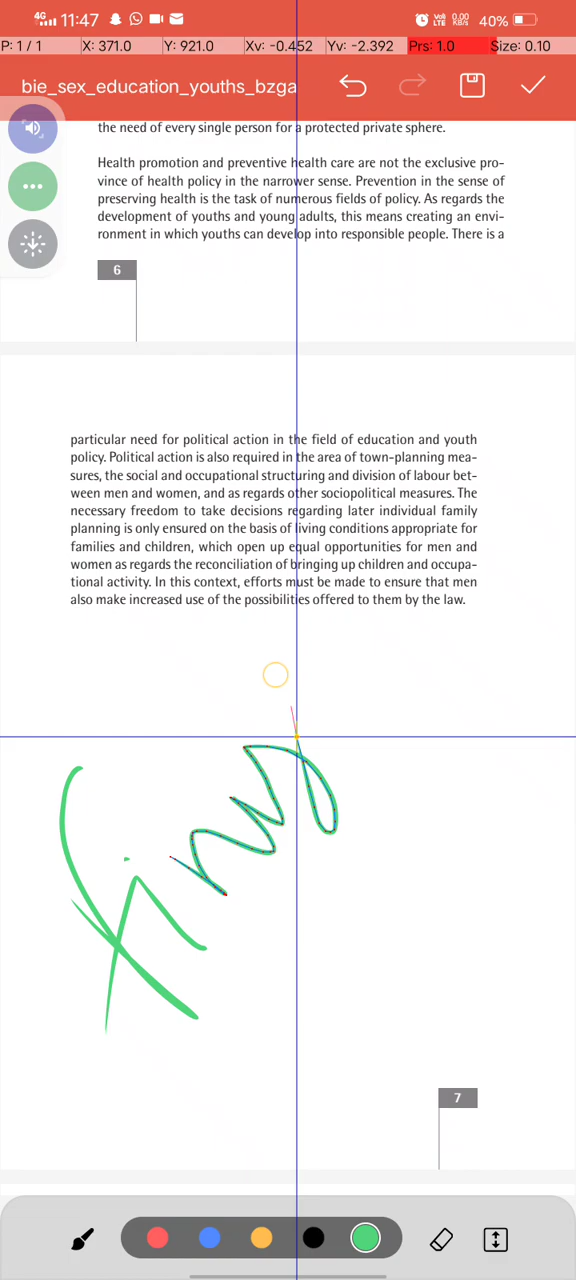 4G 11:47 VoLTE 0.00 KB/s 40%
P: 1 / 1 X: 371.0 Y: 921.0 Xv: -0.452 Yv: -2.392 Prs: 1.0 Size: 0.10
bie_sex_education_youths_bzga
the need of every single person for a protected private sphere.
Health promotion and preventive health care are not the exclusive pro-
vince of health policy in the narrower sense. Prevention in the sense of
preserving health is the task of numerous fields of policy. As regards the
development of youths and young adults, this means creating an envi-
ronment in which youths can develop into responsible people. There is a
6
particular need for political action in the field of education and youth
policy. Political action is also required in the area of town-planning mea-
sures, the social and occupational structuring and division of labour bet-
ween men and women, and as regards other sociopolitical measures. The
necessary freedom to take decisions regarding later individual family
planning is only ensured on the basis of living conditions appropriate for
families and children, which open up equal opportunities for men and
women as regards the reconciliation of bringing up children and occupa-
tional activity. In this context, efforts must be made to ensure that men
also make increased use of the possibilities offered to them by the law.
7